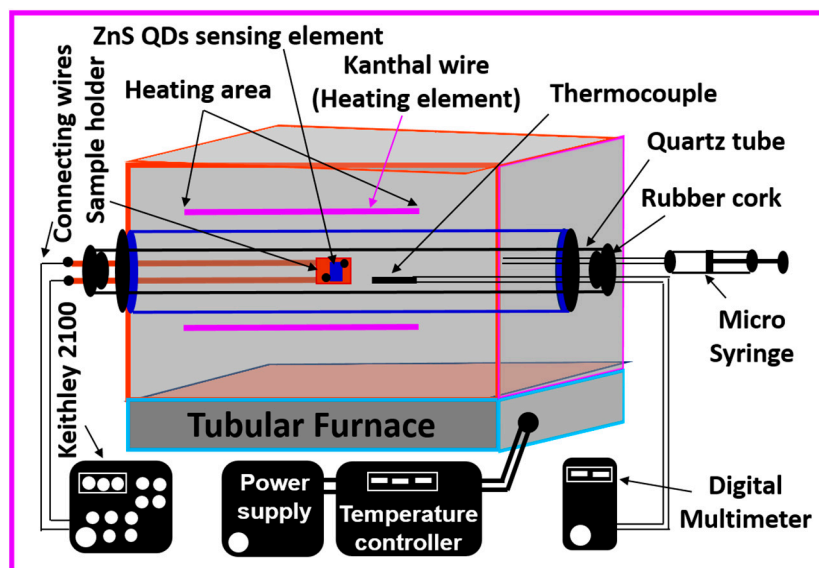 ZnS QDs sensing element
Kanthal wire
(Heating element)
Heating area
Thermocouple
Connecting wires
Sample holder
Quartz tube
Rubber cork
Micro
Syringe
Keithley 2100
Tubular Furnace
Power
supply
Temperature
controller
Digital
Multimeter